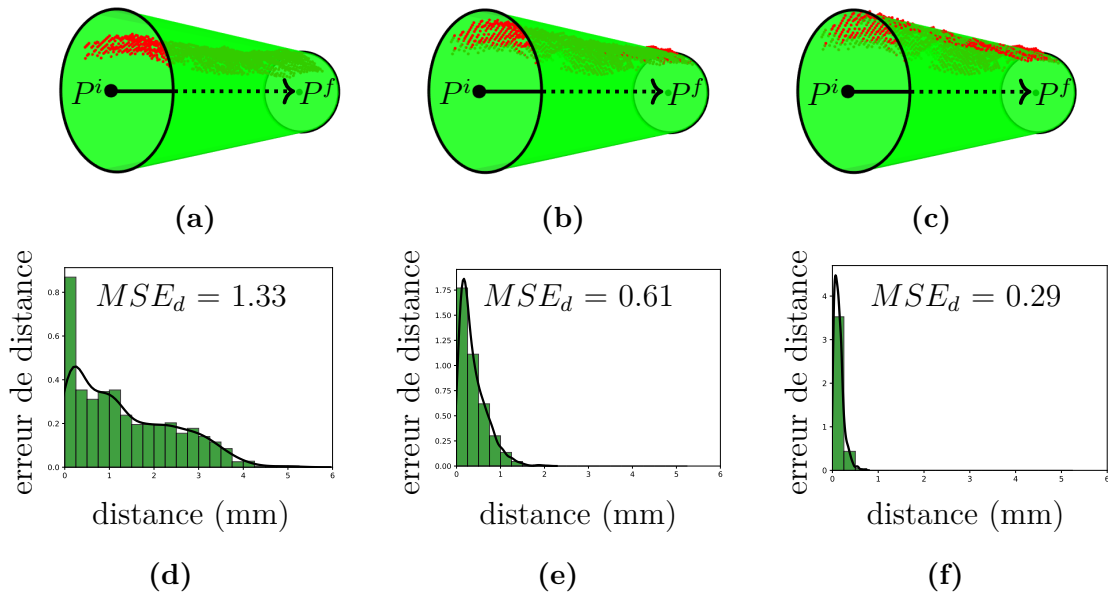 P^i P^f
P^i P^f
P^i P^f
(a)
(b)
(c)
erreur de distance
0.8
0.6
0.4
0.2
0.0
MSE_d = 1.33
0 1 2 3 4 5 6
distance (mm)
erreur de distance
1.75
1.50
1.25
1.00
0.75
0.50
0.25
0.00
MSE_d = 0.61
0 1 2 3 4 5 6
distance (mm)
erreur de distance
4
3
2
1
0
MSE_d = 0.29
0 1 2 3 4 5 6
distance (mm)
(d)
(e)
(f)